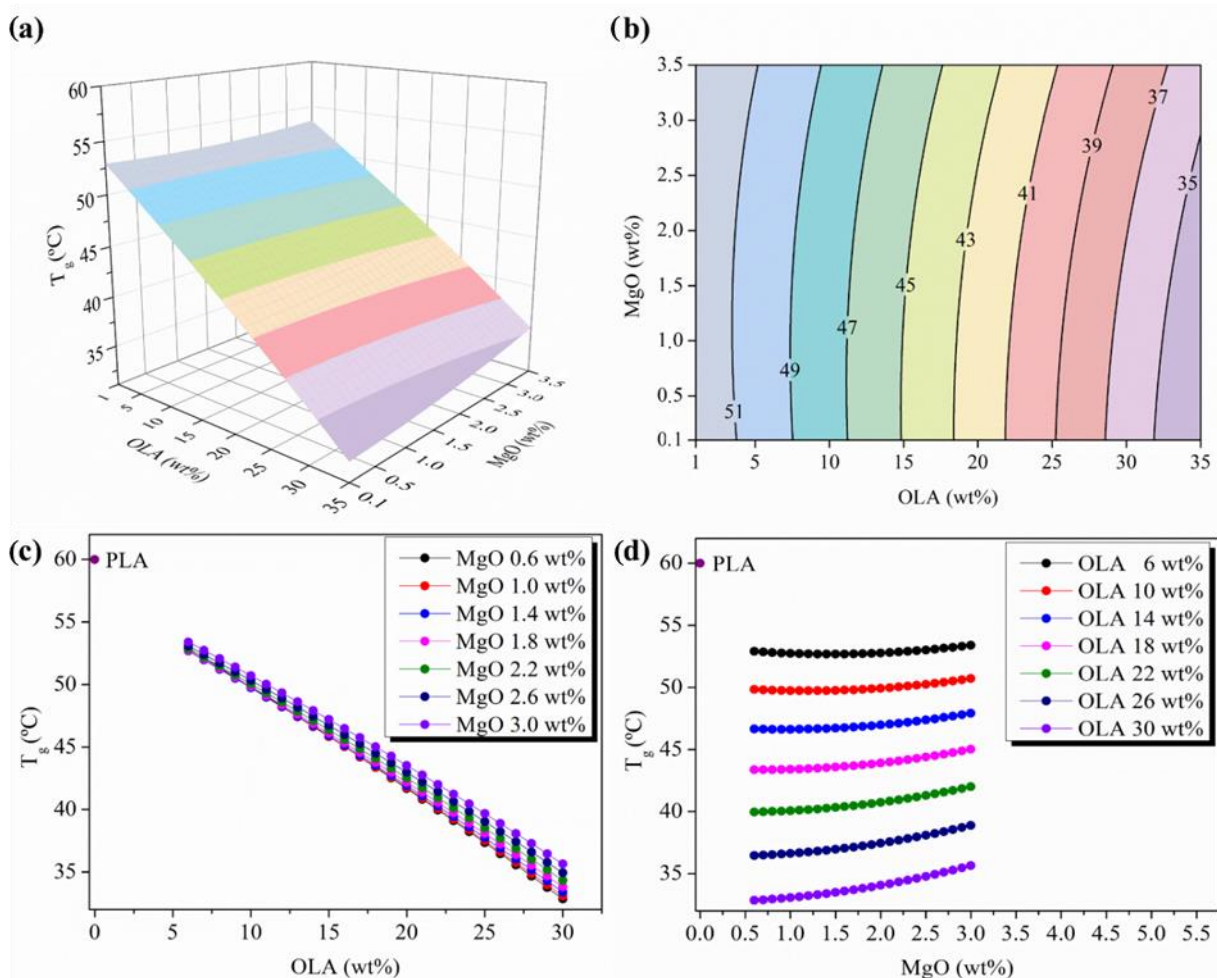 (a)
60
55
50
45
40
35
T_g (ºC)
1
5
10
15
20
25
30
35
OLA (wt%)
3.5
3.0
2.5
2.0
1.5
1.0
0.5
0.1
MgO (wt%)
(b)
3.5
3.0
2.5
2.0
1.5
1.0
0.5
0.1
MgO (wt%)
37
39
35
41
43
45
47
49
51
1 5 10 15 20 25 30 35
OLA (wt%)
(c)
60
55
50
45
40
35
T_g (ºC)
PLA
MgO 0.6 wt%
MgO 1.0 wt%
MgO 1.4 wt%
MgO 1.8 wt%
MgO 2.2 wt%
MgO 2.6 wt%
MgO 3.0 wt%
0 5 10 15 20 25 30
OLA (wt%)
(d)
60
55
50
45
40
35
T_g (ºC)
PLA
OLA 6 wt%
OLA 10 wt%
OLA 14 wt%
OLA 18 wt%
OLA 22 wt%
OLA 26 wt%
OLA 30 wt%
0.0 0.5 1.0 1.5 2.0 2.5 3.0 3.5 4.0 4.5 5.0 5.5
MgO (wt%)